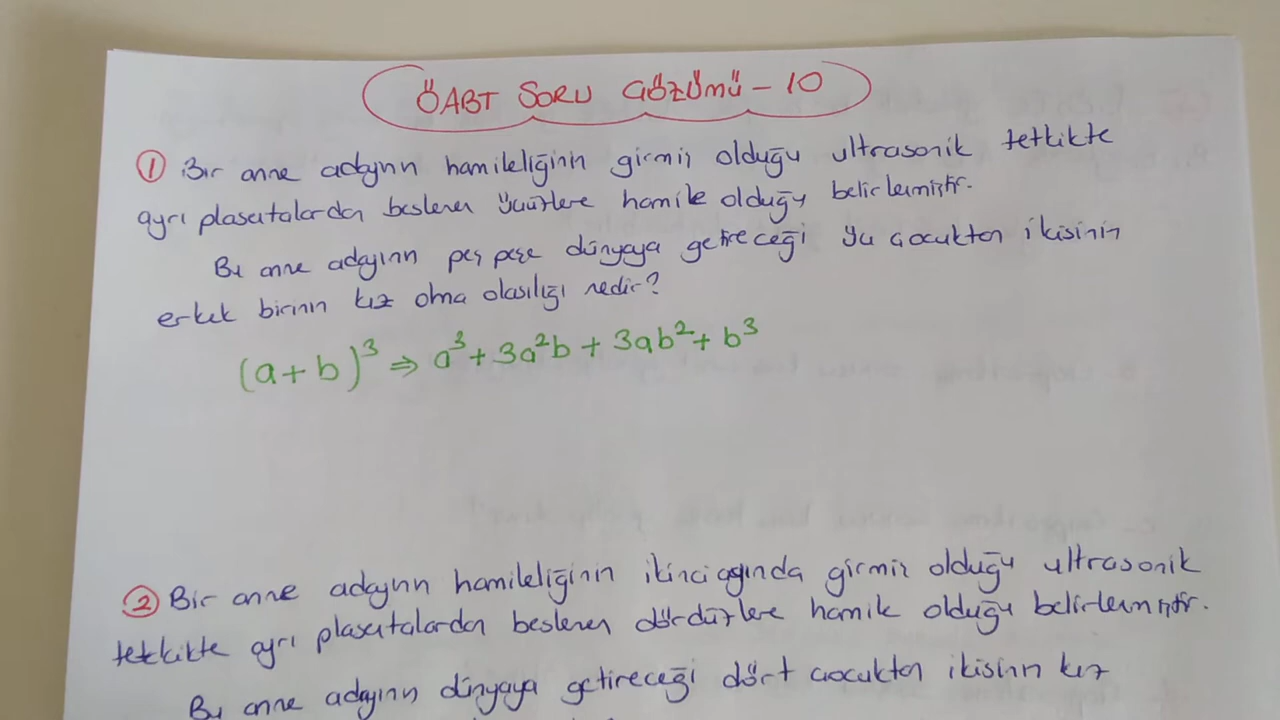 ÖABT SORU ÇÖZÜMÜ - 10
① Bir anne adayının hamileliğinin girmiş olduğu ultrasonik tetkikte
ayrı plasentalardan beslenen üçüzlere hamile olduğu belirlenmiştir.
Bu anne adayının peş peşe dünyaya getireceği üç çocuktan ikisinin
erkek birinin kız olma olasılığı nedir?
(a+b)³ ⇒ a³ + 3a²b + 3ab² + b³
② Bir anne adayının hamileliğinin ikinci ayında girmiş olduğu ultrasonik
tetkikte ayrı plasentalardan beslenen dördüzlere hamile olduğu belirlenmiştir.
Bu anne adayının dünyaya getireceği dört çocuktan ikisinin kız